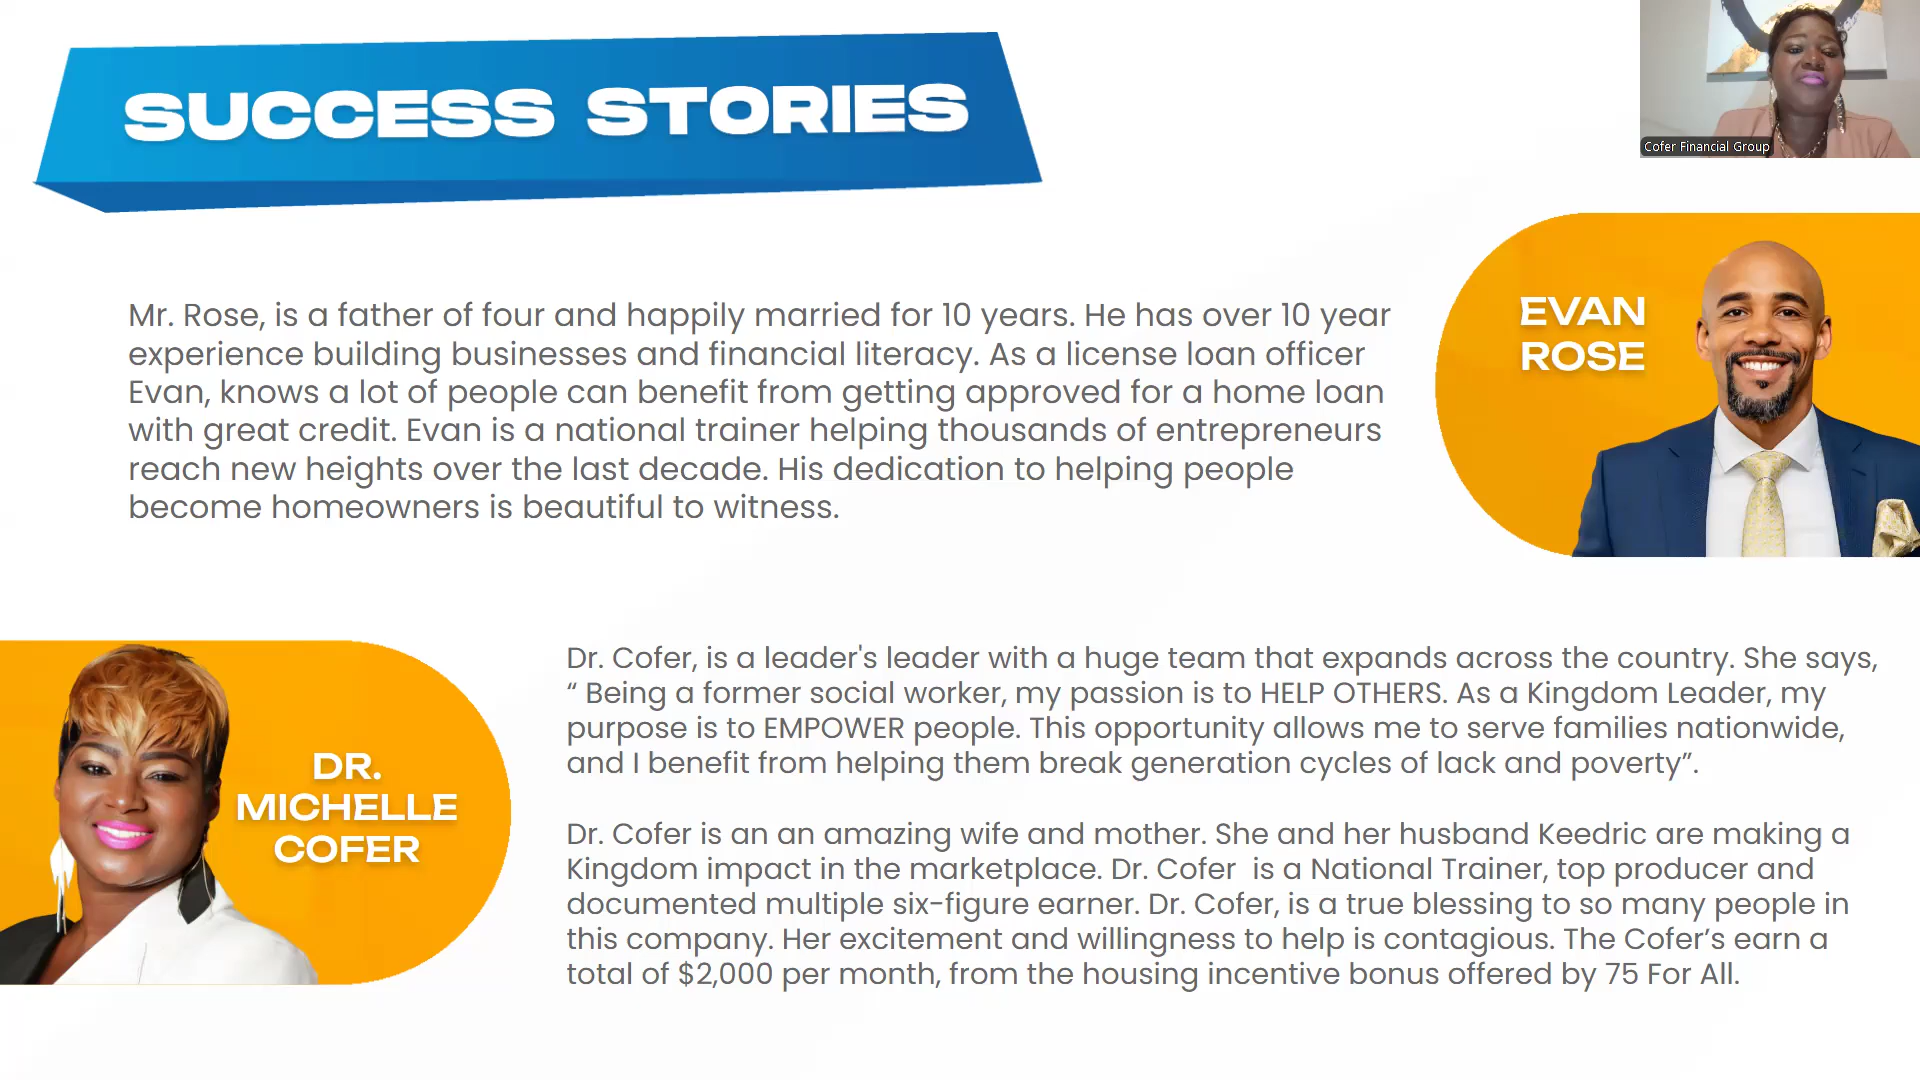 SUCCESS STORIES
Cofer Financial Group
Mr. Rose, is a father of four and happily married for 10 years. He has over 10 year
experience building businesses and financial literacy. As a license loan officer
Evan, knows a lot of people can benefit from getting approved for a home loan
with great credit. Evan is a national trainer helping thousands of entrepreneurs
reach new heights over the last decade. His dedication to helping people
become homeowners is beautiful to witness.
EVAN
ROSE
DR.
MICHELLE
COFER
Dr. Cofer, is a leader's leader with a huge team that expands across the country. She says,
“ Being a former social worker, my passion is to HELP OTHERS. As a Kingdom Leader, my
purpose is to EMPOWER people. This opportunity allows me to serve families nationwide,
and I benefit from helping them break generation cycles of lack and poverty”.
Dr. Cofer is an an amazing wife and mother. She and her husband Keedric are making a
Kingdom impact in the marketplace. Dr. Cofer  is a National Trainer, top producer and
documented multiple six-figure earner. Dr. Cofer, is a true blessing to so many people in
this company. Her excitement and willingness to help is contagious. The Cofer’s earn a
total of $2,000 per month, from the housing incentive bonus offered by 75 For All.